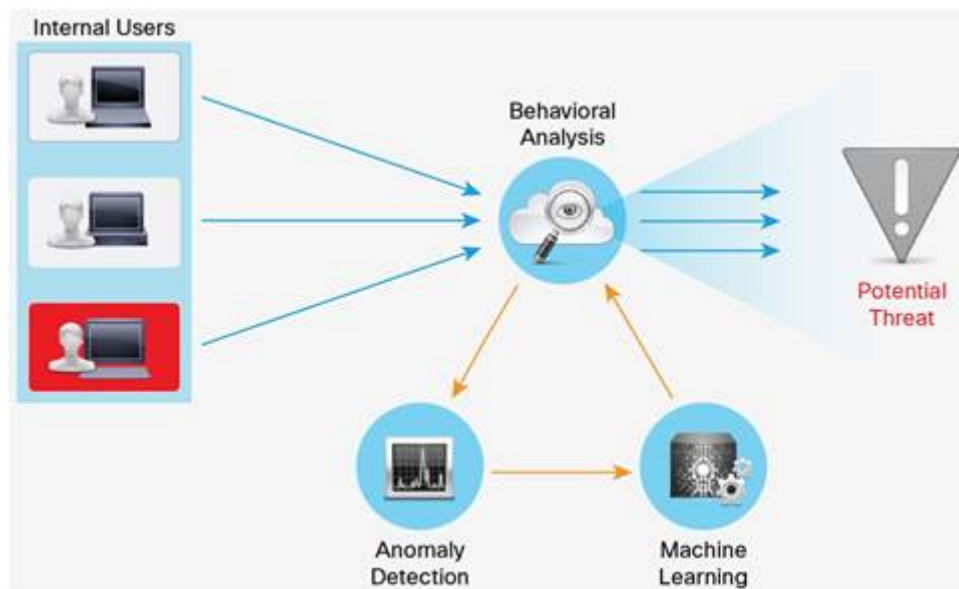 Internal Users
Behavioral
Analysis
Potential
Threat
Anomaly
Detection
Machine
Learning